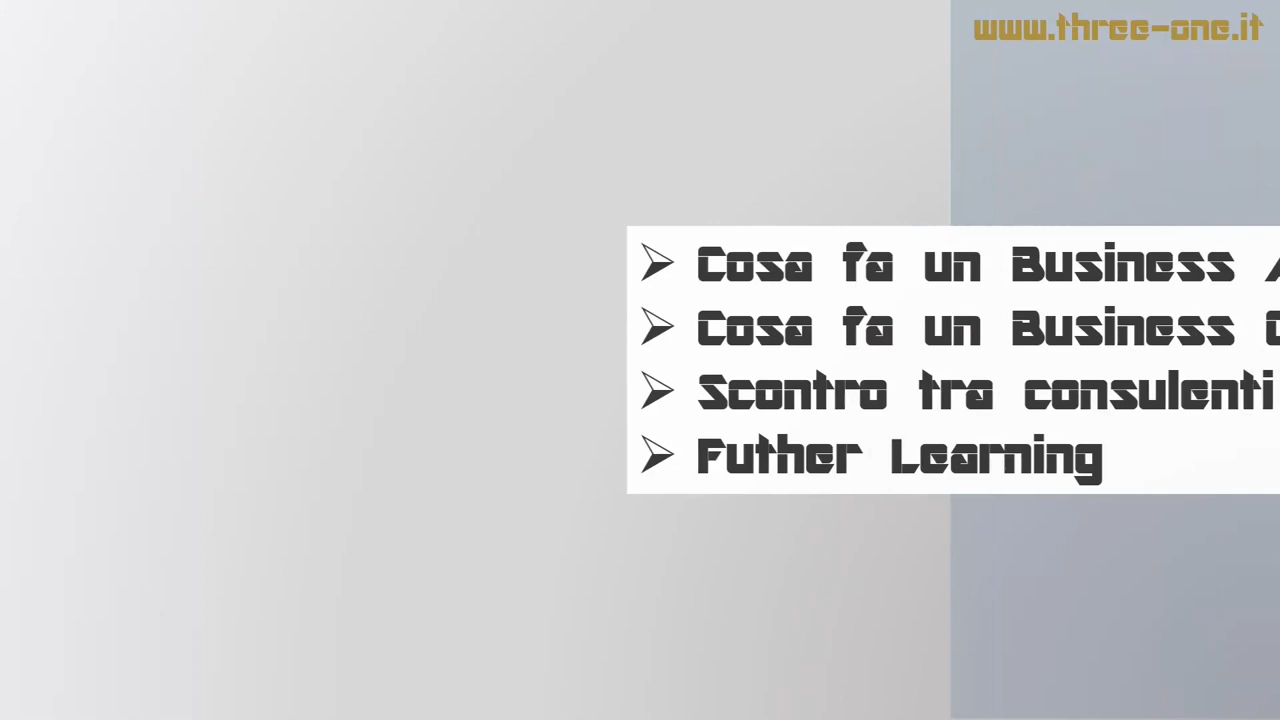 www.three-one.it
Cosa fa un Business
Cosa fa un Business
Scontro tra consulenti
Futher Learning